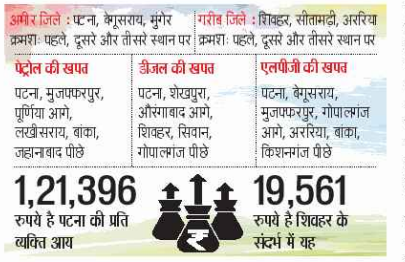 अमीर जिले : पटना, बेगूसराय, मुंगेर
क्रमशः पहले, दूसरे और तीसरे स्थान पर
गरीब जिले : शिवहर, सीतामढ़ी, अररिया
क्रमशः पहले, दूसरे और तीसरे स्थान पर
पेट्रोल की खपत
पटना, मुजफ्फरपुर,
पूर्णिया आगे,
लखीसराय, बांका,
जहानाबाद पीछे
डीजल की खपत
पटना, शेखपुरा,
औरंगाबाद आगे,
शिवहर, सिवान,
गोपालगंज पीछे
एलपीजी की खपत
पटना, बेगूसराय,
मुजफ्फरपुर, गोपालगंज
आगे, अररिया, बांका,
किशनगंज पीछे
1,21,396
रुपये है पटना की प्रति
व्यक्ति आय
₹
19,561
रुपये है शिवहर के
संदर्भ में यह